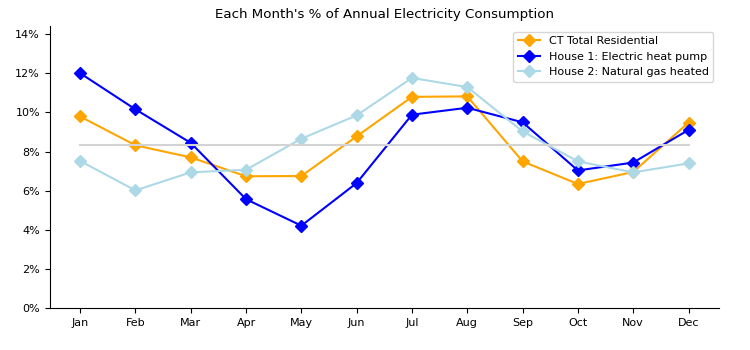 Each Month's % of Annual Electricity Consumption
14%
12%
10%
8%
6%
4%
2%
0%
CT Total Residential
House 1: Electric heat pump
House 2: Natural gas heated
Jan Feb Mar Apr May Jun Jul Aug Sep Oct Nov Dec